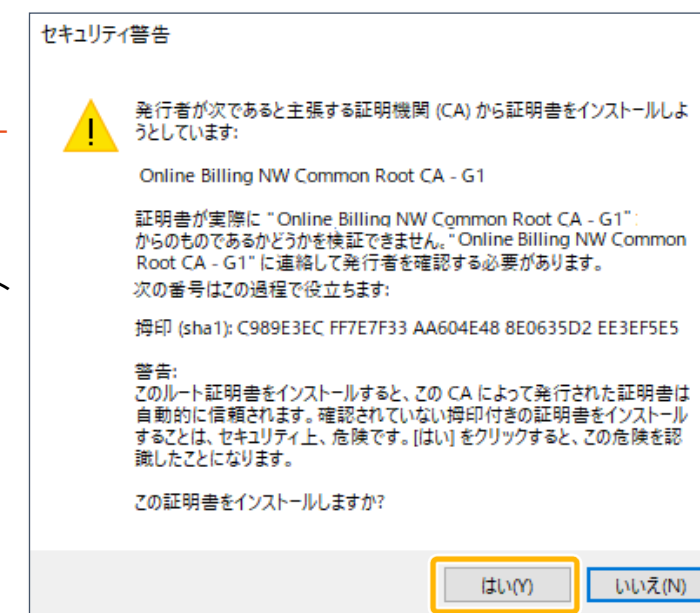 セキュリティ警告
発行者が次であると主張する証明機関 (CA) から証明書をインストールしよ
うとしています:
Online Billing NW Common Root CA - G1
証明書が実際に "Online Billing NW Common Root CA - G1"
からのものであるかどうかを検証できません。"Online Billing NW Common
Root CA - G1" に連絡して発行者を確認する必要があります。
次の番号はこの過程で役立ちます:
拇印 (sha1): C989E3EC FF7E7F33 AA604E48 8E0635D2 EE3EF5E5
警告:
このルート証明書をインストールすると、この CA によって発行された証明書は
自動的に信頼されます。確認されていない拇印付きの証明書をインストール
することは、セキュリティ上、危険です。[はい] をクリックすると、この危険を認
識したことになります。
この証明書をインストールしますか?
はい(Y)
いいえ(N)